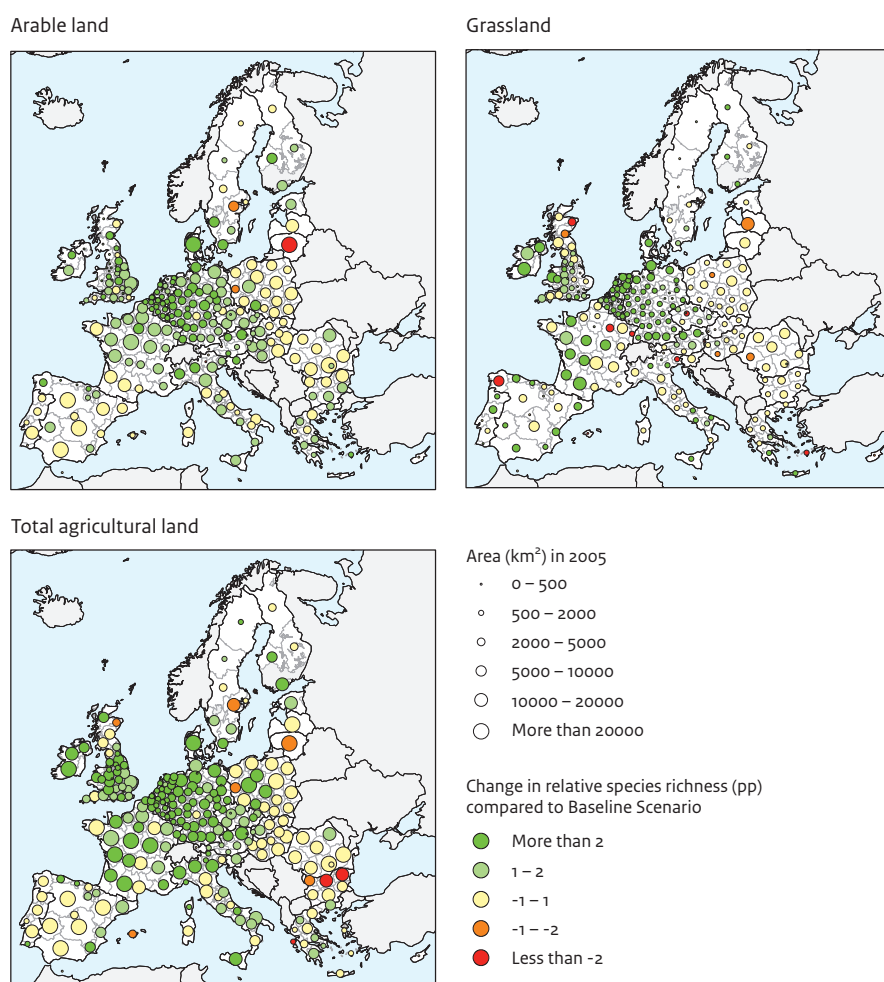 Arable land
Grassland
Total agricultural land
Area (km²) in 2005
0 – 500
500 – 2000
2000 – 5000
5000 – 10000
10000 – 20000
More than 20000
Change in relative species richness (pp)
compared to Baseline Scenario
More than 2
1 – 2
-1 – 1
-1 – -2
Less than -2